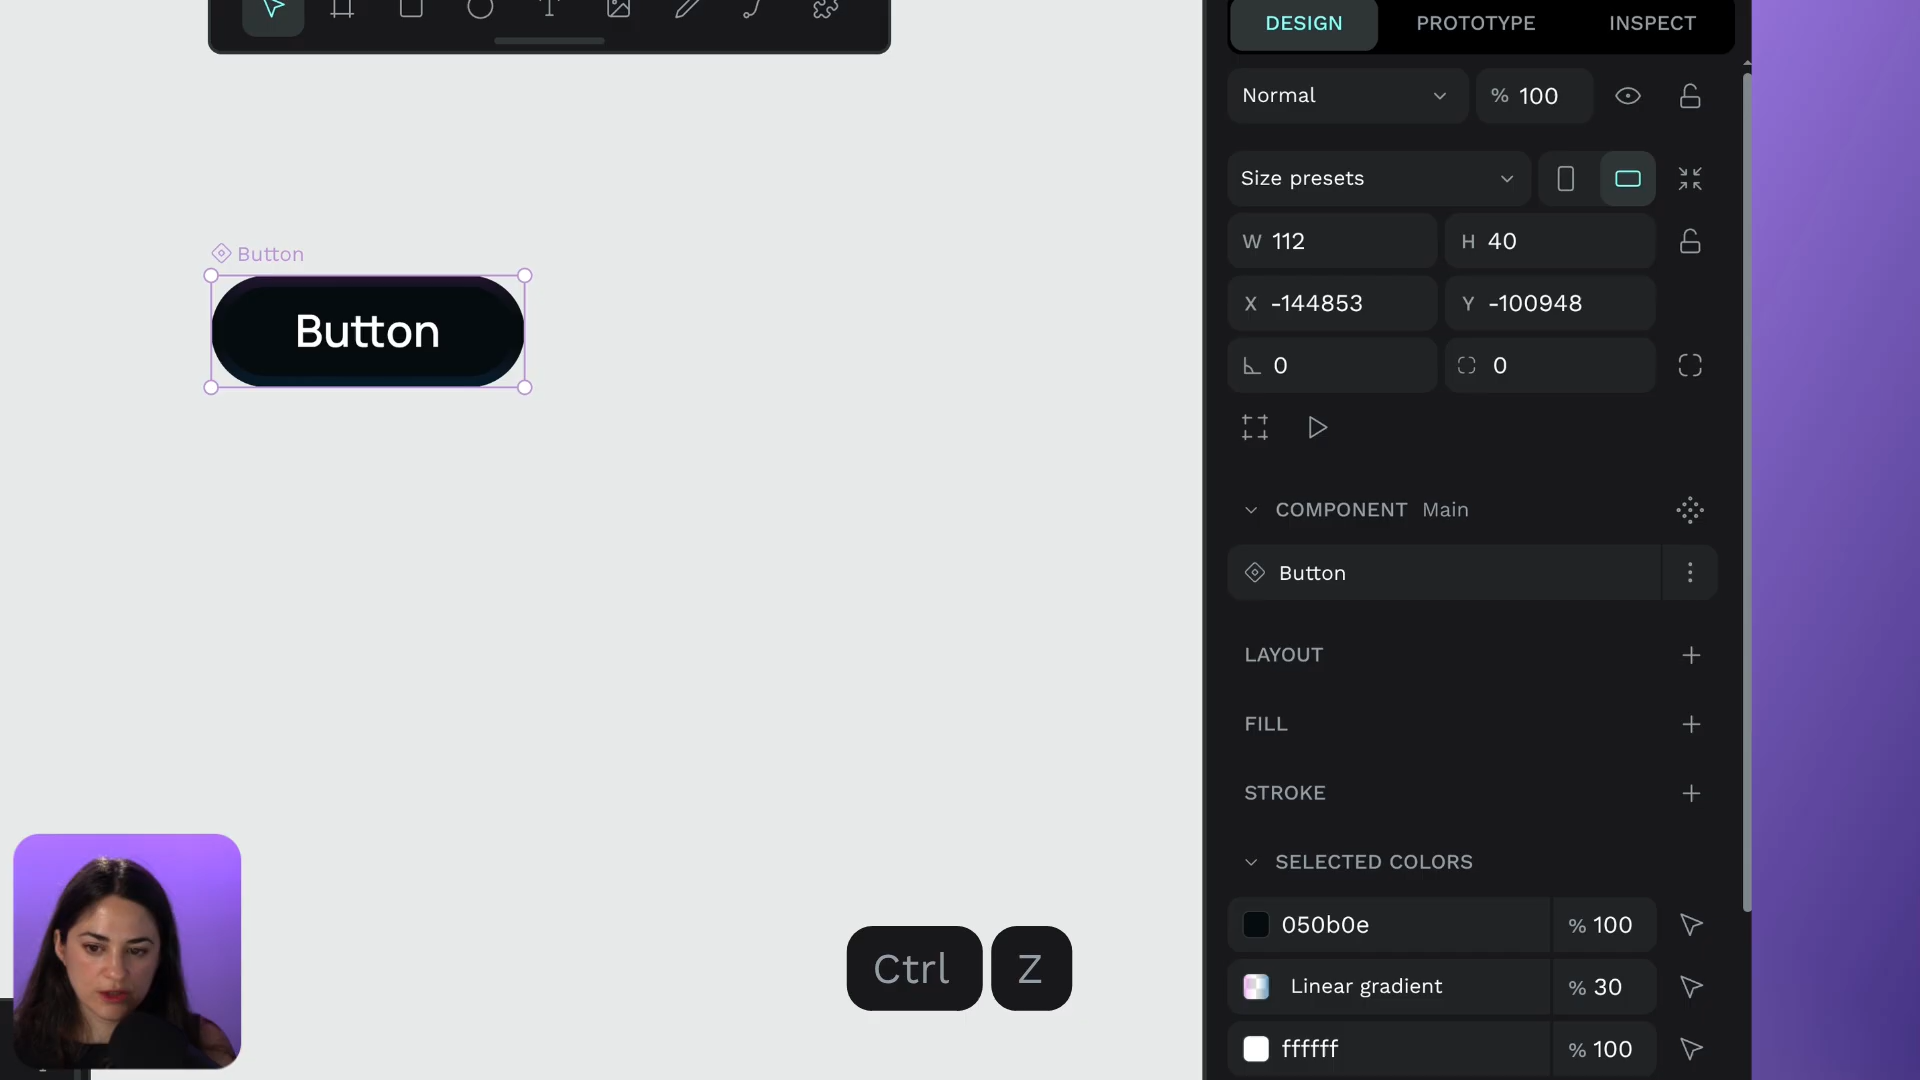 DESIGN PROTOTYPE INSPECT
Normal % 100
Size presets
W 112 H 40
X -144853 Y -100948
0 0
COMPONENT Main
Button
LAYOUT
FILL
STROKE
SELECTED COLORS
050b0e % 100
Linear gradient % 30
ffffff % 100
Button
Button
Ctrl Z